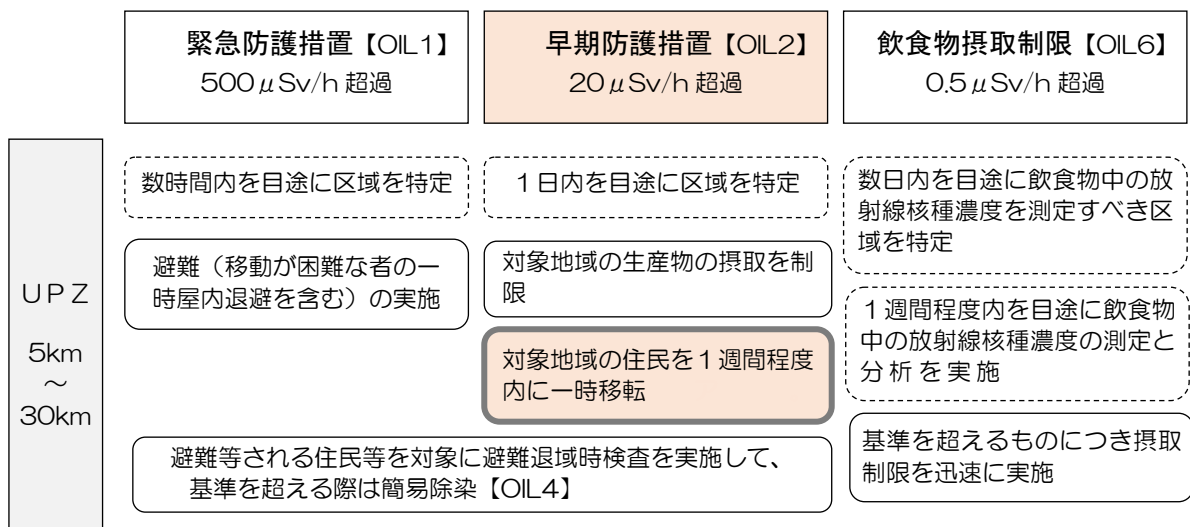 緊急防護措置【OIL1】
500μSv/h 超過
早期防護措置【OIL2】
20μSv/h 超過
飲食物摂取制限【OIL6】
0.5μSv/h 超過
UPZ
5km
～
30km
数時間内を目途に区域を特定
避難（移動が困難な者の一
時屋内退避を含む）の実施
１日内を目途に区域を特定
対象地域の生産物の摂取を制
限
対象地域の住民を１週間程度
内に一時移転
避難等される住民等を対象に避難退域時検査を実施して、
基準を超える際は簡易除染【OIL4】
数日内を目途に飲食物中の放
射線核種濃度を測定すべき区
域を特定
１週間程度内を目途に飲食物
中の放射線核種濃度の測定と
分析を実施
基準を超えるものにつき摂取
制限を迅速に実施